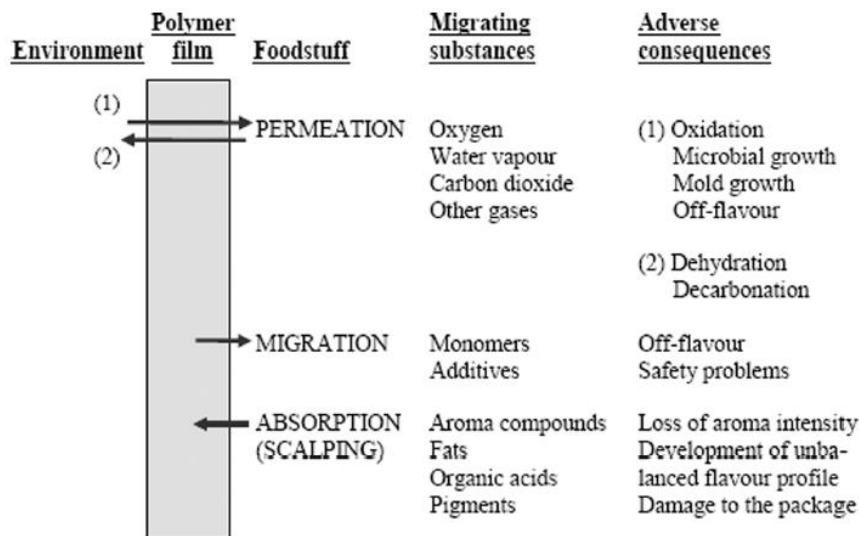 Environment Polymer film Foodstuff Migrating substances Adverse consequences
(1)
(2)
PERMEATION Oxygen (1) Oxidation
Water vapour Microbial growth
Carbon dioxide Mold growth
Other gases Off-flavour
(2) Dehydration
Decarbonation
MIGRATION Monomers Off-flavour
Additives Safety problems
ABSORPTION Aroma compounds Loss of aroma intensity
(SCALPING) Fats Development of unba-
Organic acids lanced flavour profile
Pigments Damage to the package